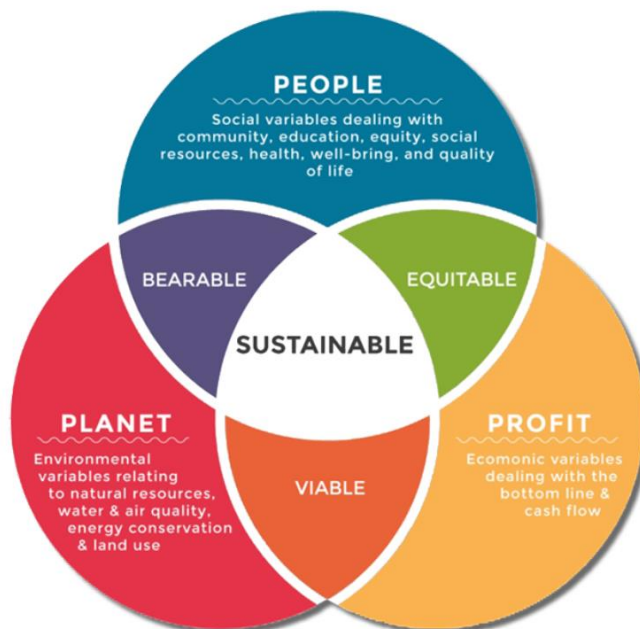 PEOPLE
Social variables dealing with
community, education, equity, social
resources, health, well-bring, and quality
of life
BEARABLE
EQUITABLE
SUSTAINABLE
PLANET
Environmental
variables relating
to natural resources,
water & air quality,
energy conservation
& land use
PROFIT
Ecomonic variables
dealing with the
bottom line &
cash flow
VIABLE